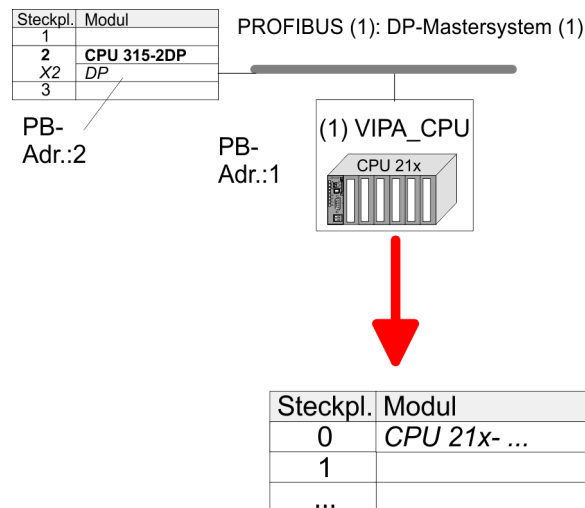 Steckpl. Modul
1
2 CPU 315-2DP
X2 DP
3
PROFIBUS (1): DP-Mastersystem (1)
PB-
Adr.:2
PB-
Adr.:1
(1) VIPA_CPU
CPU 21x
Steckpl. Modul
0 CPU 21x- ...
1
...